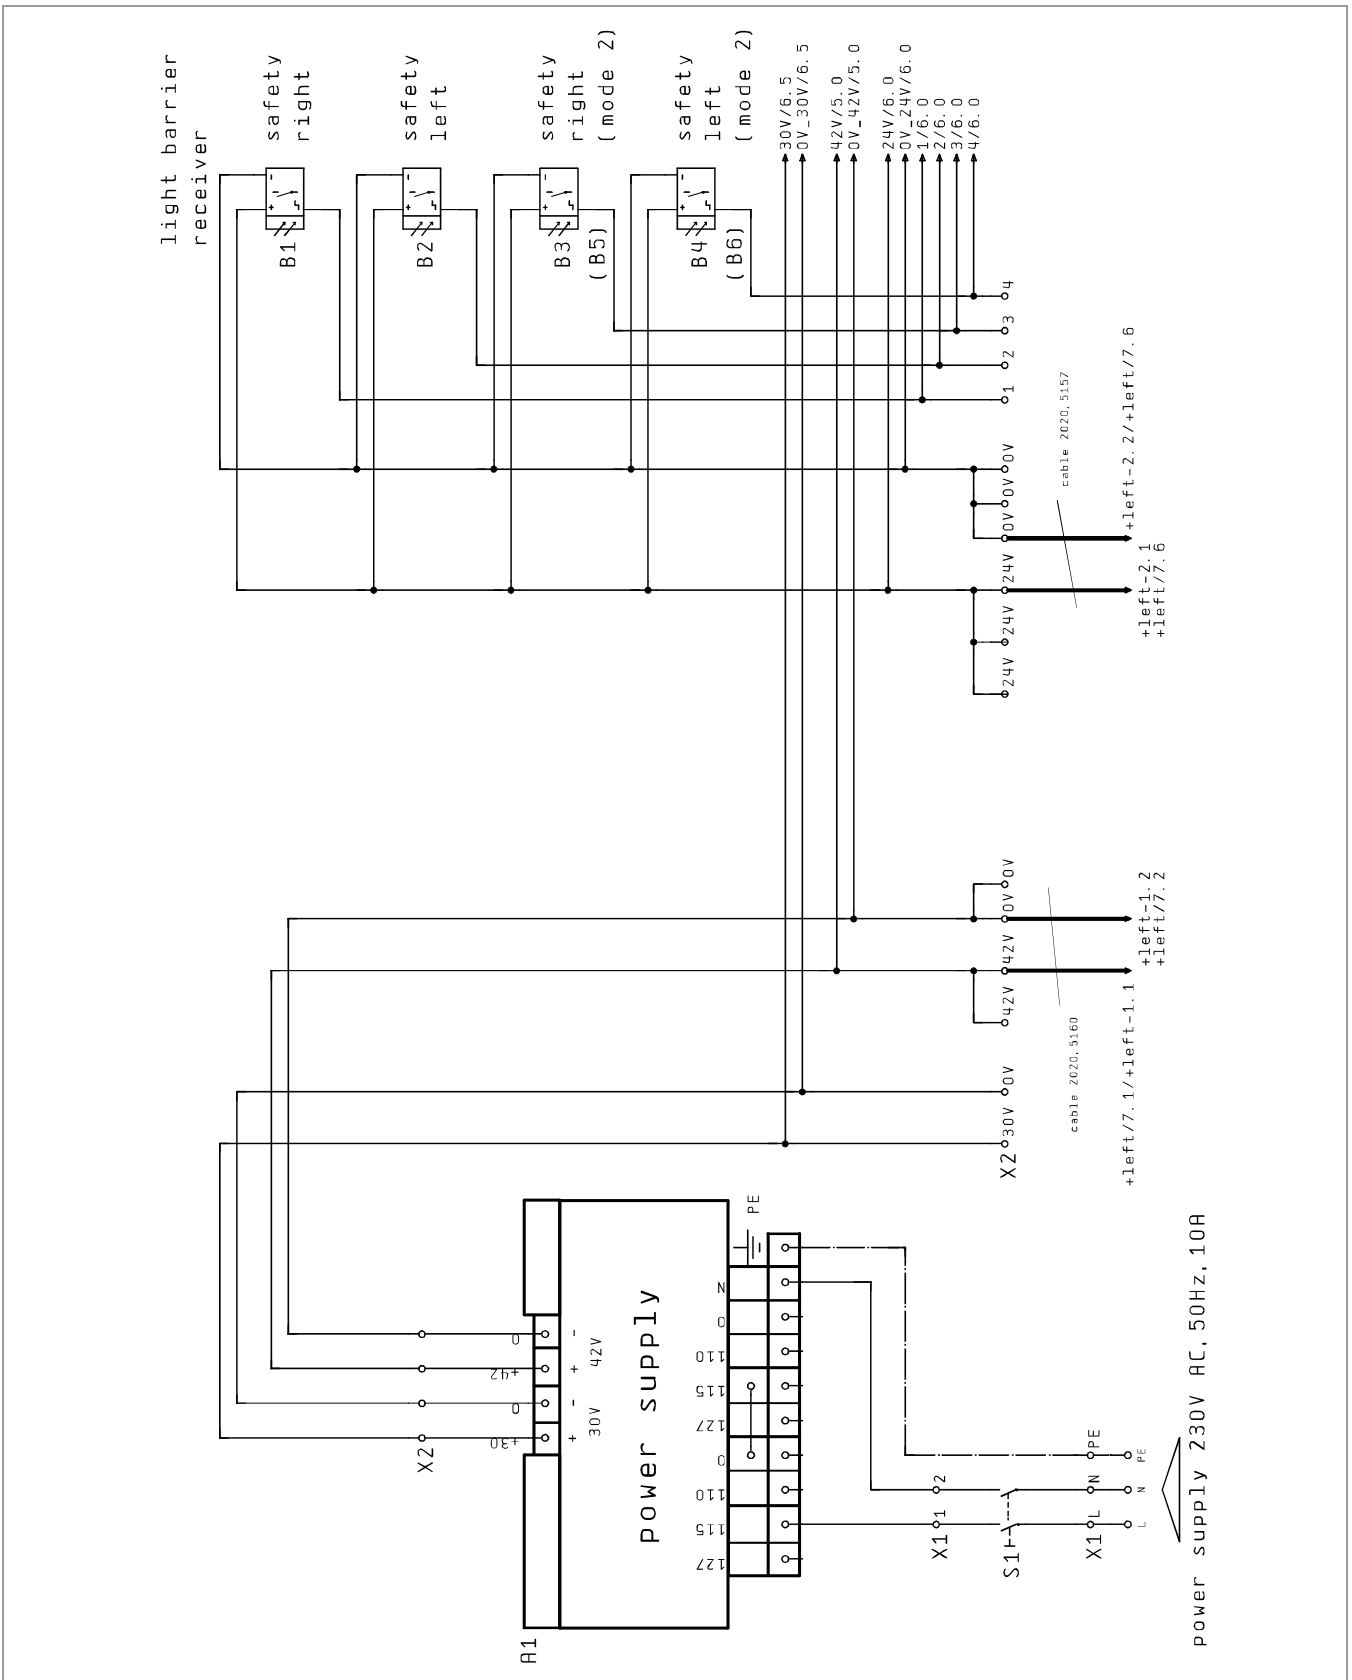 light barrier
receiver
safety
right
B1
safety
left
B2
safety
right
(mode 2)
B3
(B5)
safety
left
(mode 2)
B4
(B6)
+ -
+ -
+ -
+ -
30V/6.5
0V_30V/6.5
42V/5.0
0V_42V/5.0
24V/6.0
0V_24V/6.0
1/6.0
2/6.0
3/6.0
4/6.0
X2
+30
0
+42
0
+
-
+
-
30V
42V
A1
power supply
127
115
110
0
127
115
110
0
N
PE
X2
30V
0V
42V
42V
0V
0V
24V
24V
24V
0V
0V
0V
1
2
3
4
cable 2020.5160
+left/7.1/+left-1.1
+left-1.2
+left/7.2
cable 2020.5157
+left-2.1
+left/7.6
+left-2.2/+left/7.6
X1
1
2
S1
X1
L
N
PE
L
N
PE
power supply 230V AC, 50Hz, 10A